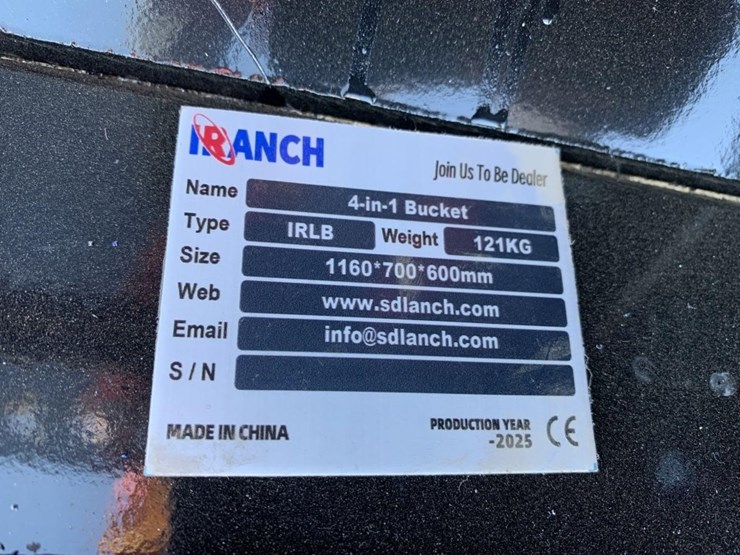 IRANCH
Join Us To Be Dealer
Name 4-in-1 Bucket
Type IRLB Weight 121KG
Size 1160*700*600mm
Web www.sdlanch.com
Email info@sdlanch.com
S/N
MADE IN CHINA
PRODUCTION YEAR
-2025
CE